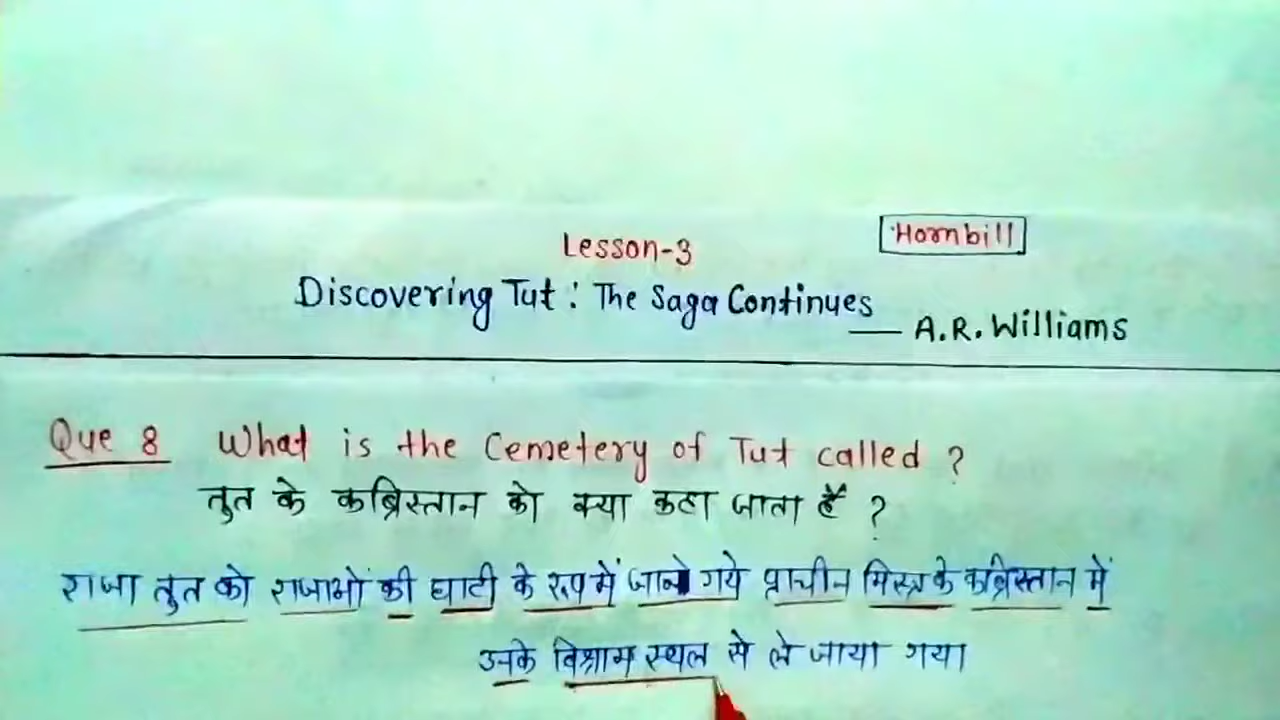 Hornbill
Lesson-3
Discovering Tut : The Saga Continues
— A.R. Williams
Que 8 What is the Cemetery of Tut called ?
तुत के कब्रिस्तान को क्या कहा जाता है ?
राजा तुत को राजाओं की घाटी के रूप में जाने गये प्राचीन मिस्त्र के कब्रिस्तान में
उनके विश्राम स्थल से ले जाया गया